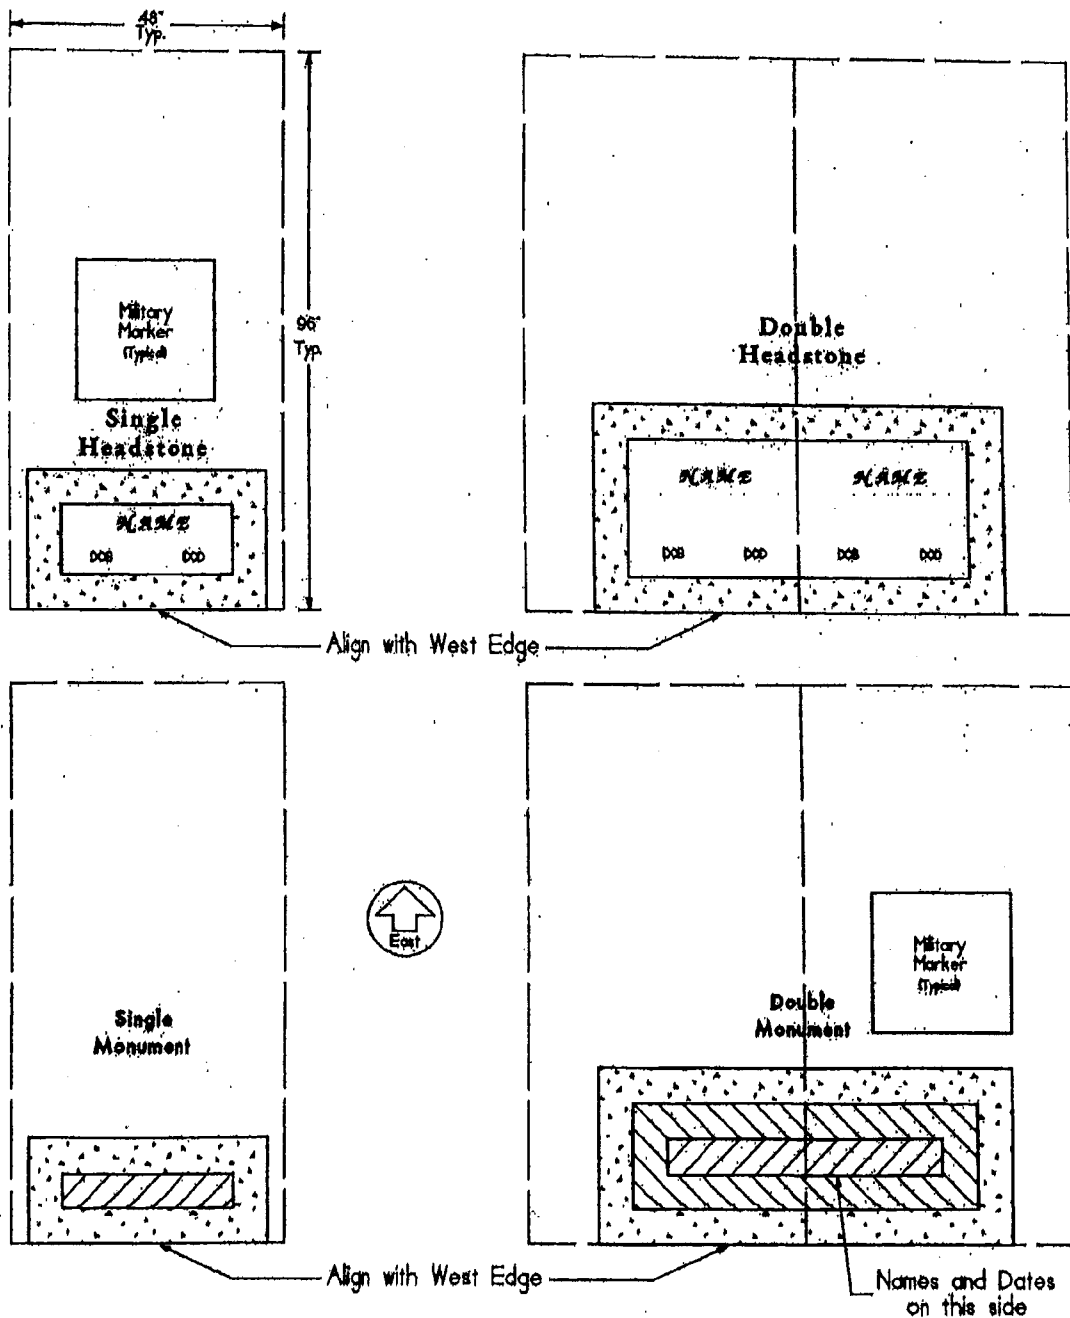 48"
Typ.
Military
Marker
(Typical)
96"
Typ.
Single
Headstone
NAME
DOB DOD
Double
Headstone
NAME NAME
DOB DOD DOB DOD
Align with West Edge
East
Single
Monument
Military
Marker
(Typical)
Double
Monument
Align with West Edge
Names and Dates
on this side